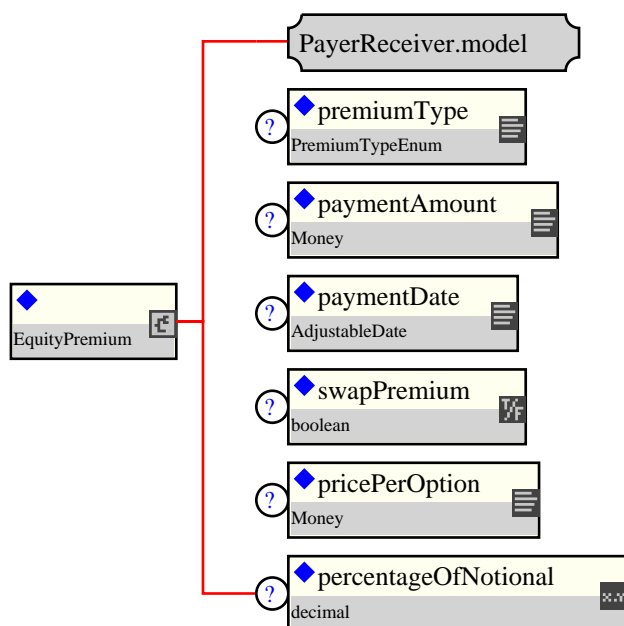 PayerReceiver.model
?
premiumType
PremiumTypeEnum
?
paymentAmount
Money
EquityPremium
?
paymentDate
AdjustableDate
?
swapPremium
T/F
boolean
?
pricePerOption
Money
?
percentageOfNotional
x.y
decimal